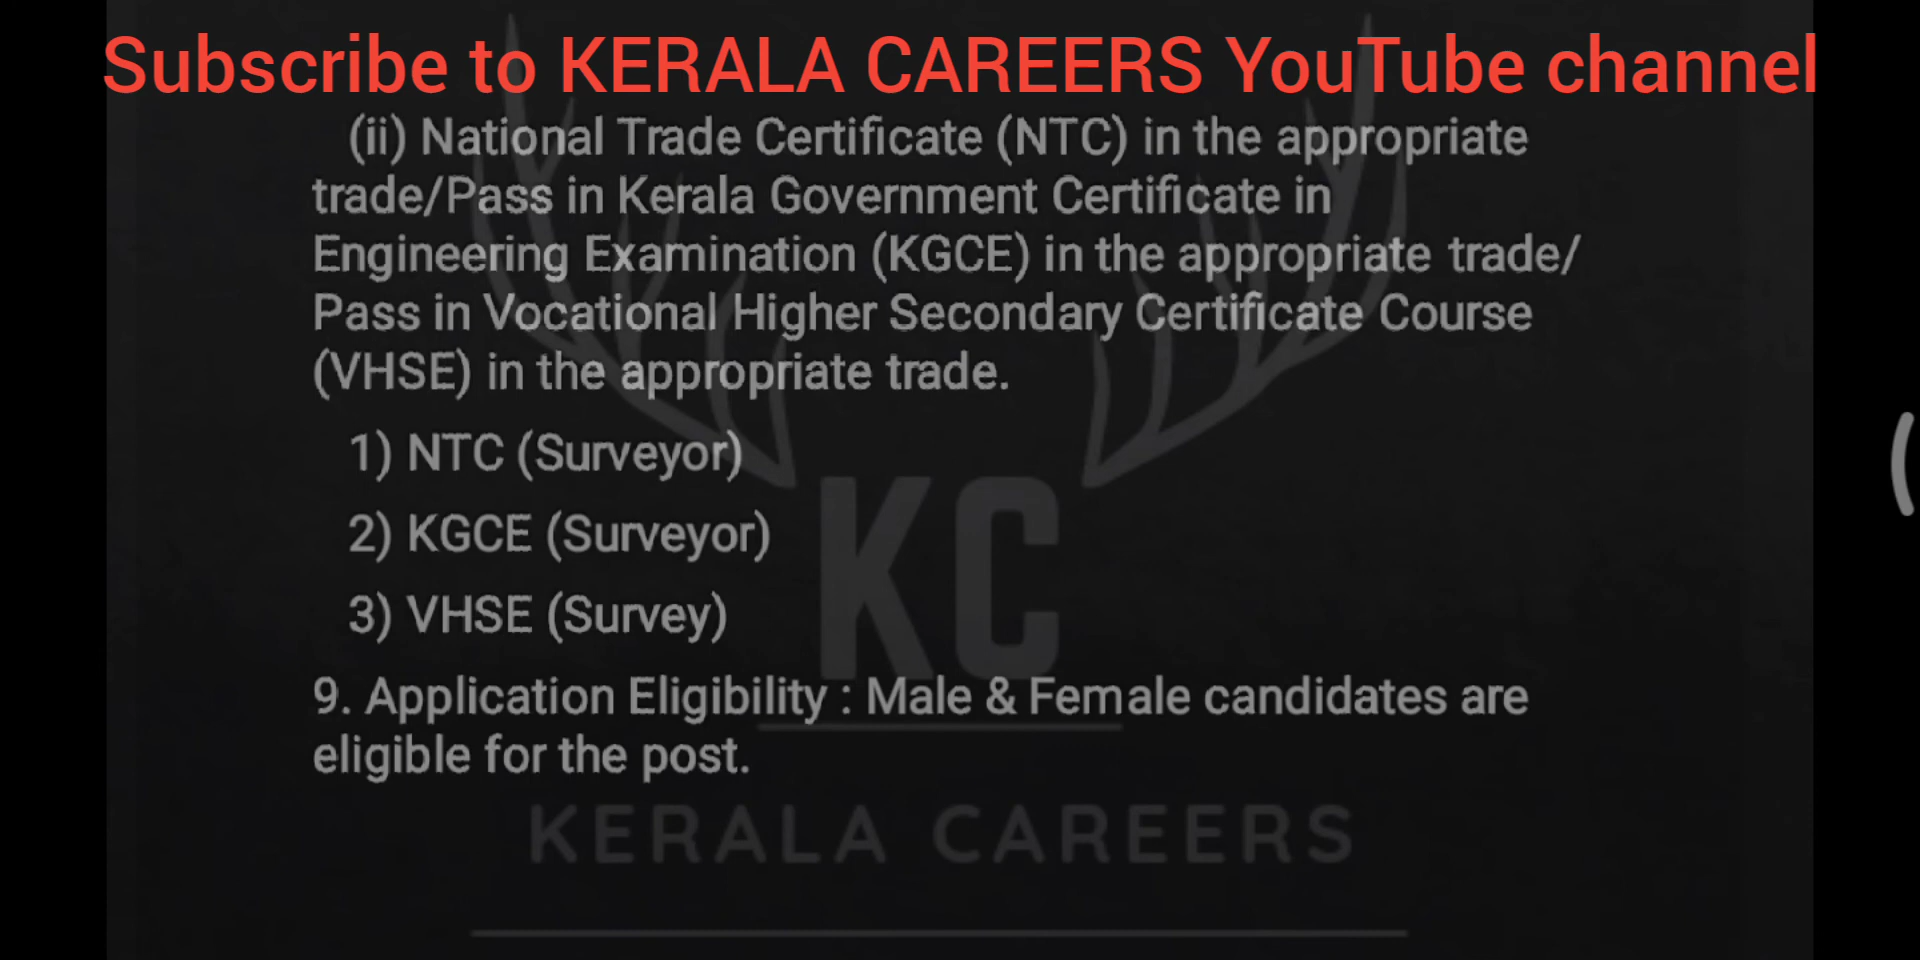 Subscribe to KERALA CAREERS YouTube channel
(ii) National Trade Certificate (NTC) in the appropriate
trade/Pass in Kerala Government Certificate in
Engineering Examination (KGCE) in the appropriate trade/
Pass in Vocational Higher Secondary Certificate Course
(VHSE) in the appropriate trade.
1) NTC (Surveyor)
2) KGCE (Surveyor)
3) VHSE (Survey)
KC
9. Application Eligibility : Male & Female candidates are
eligible for the post.
KERALA CAREERS